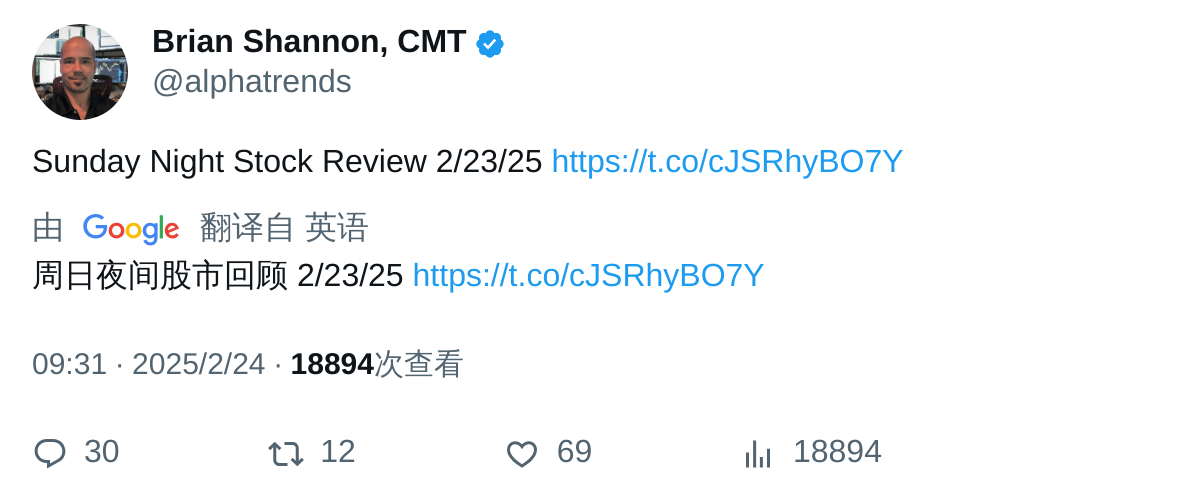 Brian Shannon, CMT
@alphatrends
Sunday Night Stock Review 2/23/25 https://t.co/cJSRhyBO7Y
由 Google 翻译自 英语
周日夜间股市回顾 2/23/25 https://t.co/cJSRhyBO7Y
09:31 · 2025/2/24 · 18894次查看
30 12 69 18894